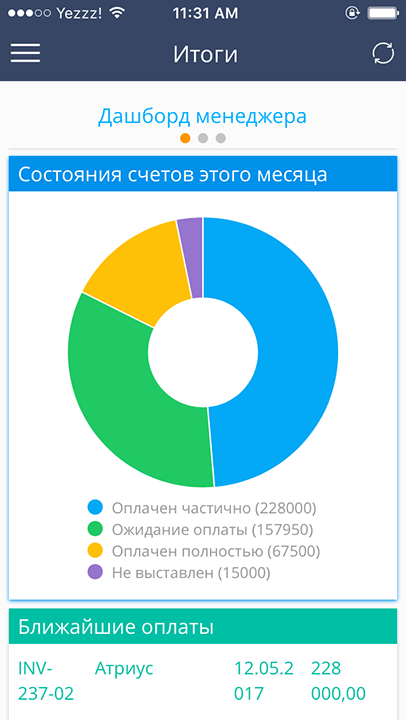 Yezzz! 11:31 AM
Итоги
Дашборд менеджера
Состояния счетов этого месяца
Оплачен частично (228000)
Ожидание оплаты (157950)
Оплачен полностью (67500)
Не выставлен (15000)
Ближайшие оплаты
INV- Атриус 12.05.2 228
237-02 017 000,00